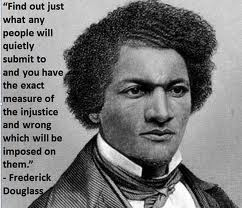 “Find out just
what any
people will
quietly
submit to
and you have
the exact
measure of
the injustice
and wrong
which will be
imposed on
them.”
- Frederick
Douglass